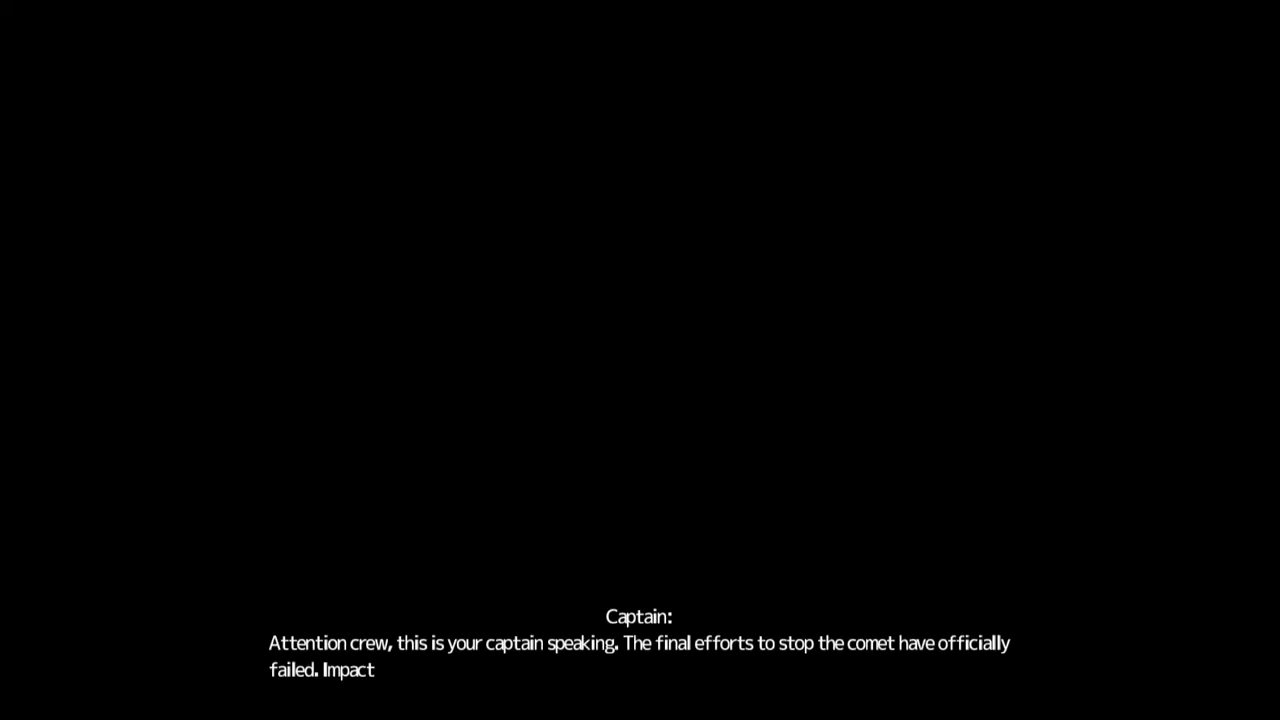 Captain:
Attention crew, this is your captain speaking. The final efforts to stop the comet have officially
failed. Impact